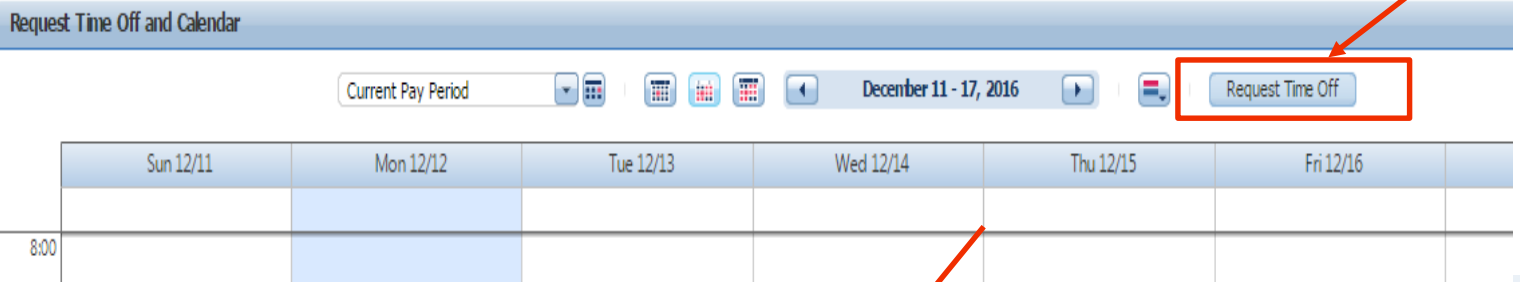 Request Time Off and Calendar
Current Pay Period December 11 - 17, 2016 Request Time Off
Sun 12/11 Mon 12/12 Tue 12/13 Wed 12/14 Thu 12/15 Fri 12/16
8:00